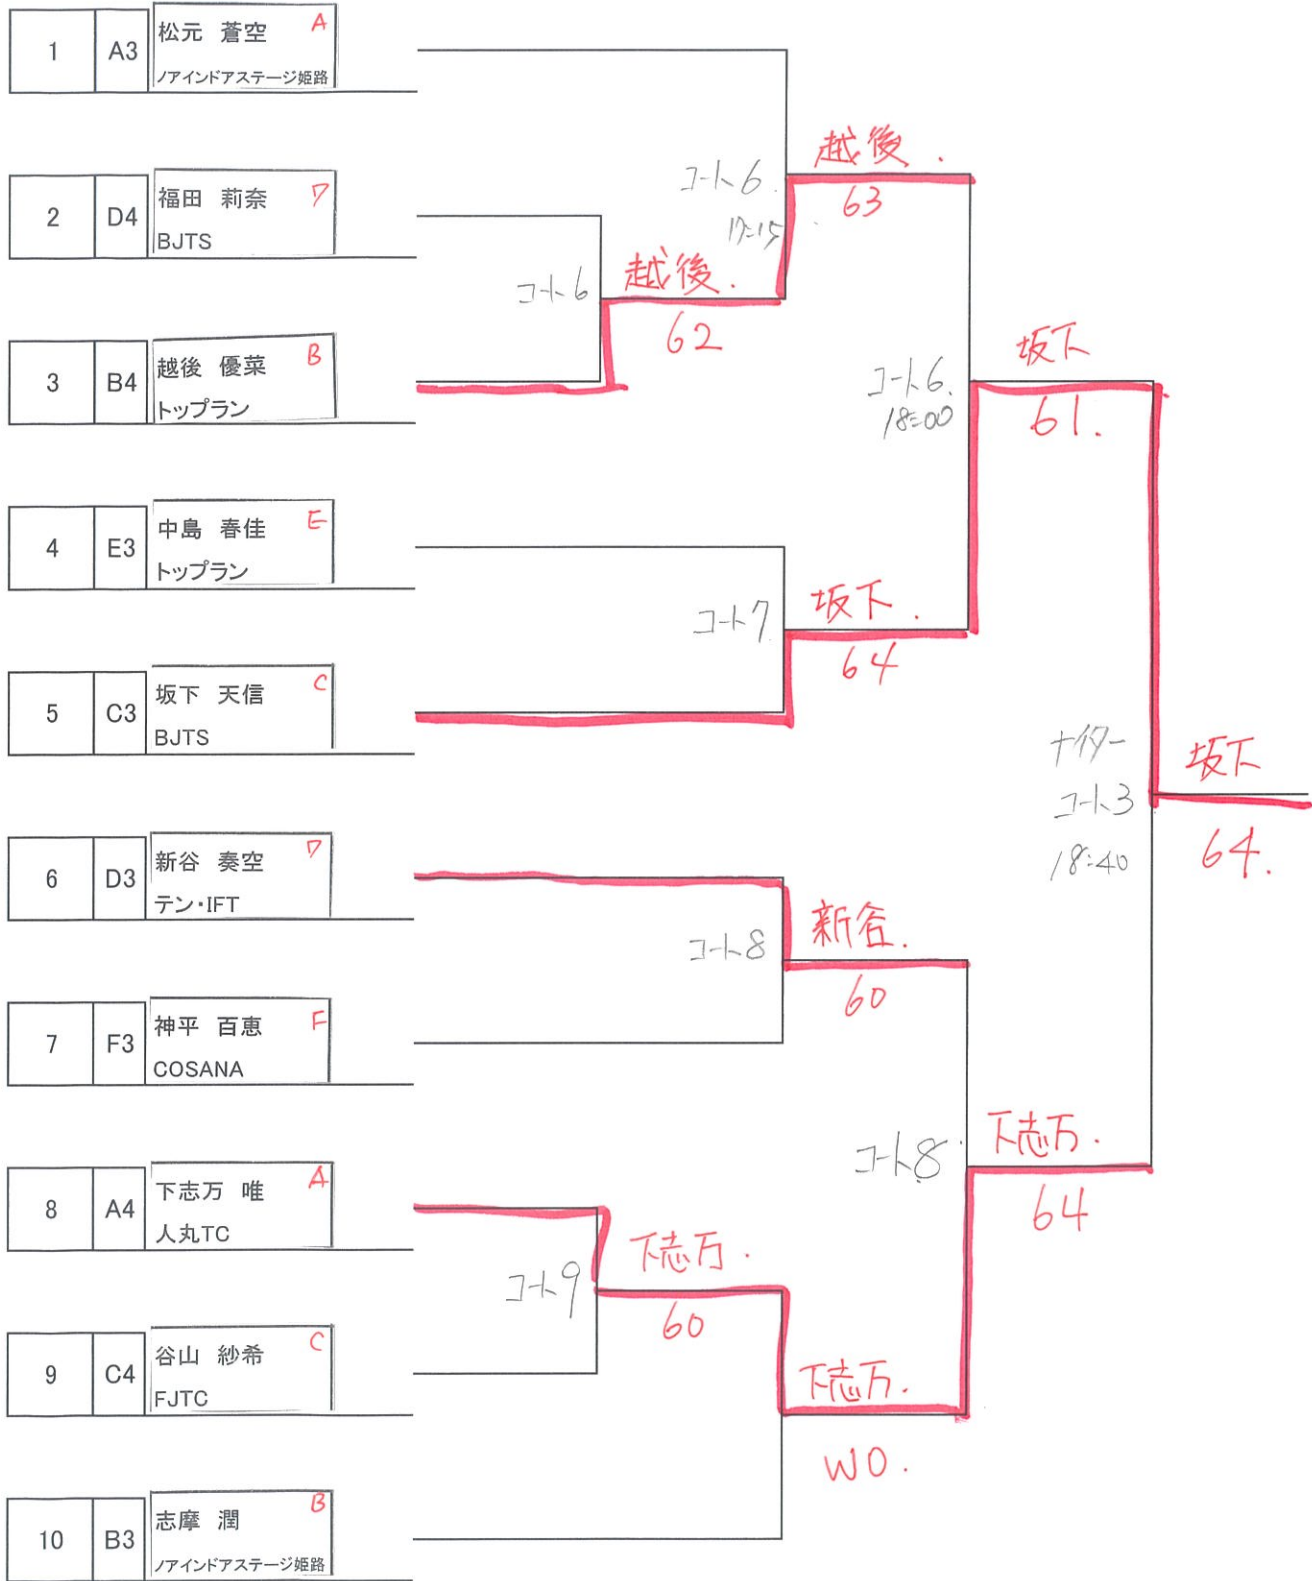 1 A3 松元 蒼空 A
ノアインドアステージ姫路
越後.
コート6.
2 D4 福田 莉奈 D
63
17:15
BJTS
越後.
コート6
62
坂下
3 B4 越後 優菜 B
コート6.
トップラン
18:00
61.
4 E3 中島 春佳 E
トップラン
坂下.
コート7
64
5 C3 坂下 天信 C
BJTS
ナイター
坂下
コート3
64.
18:40
6 D3 新谷 奏空 D
テン・IFT
新谷.
コート8
60
7 F3 神平 百恵 F
COSANA
下志万.
コート8
8 A4 下志万 唯 A
64
人丸TC
下志万.
コート9
60
9 C4 谷山 紗希 C
FJTC
下志万.
WO.
10 B3 志摩 潤 B
ノアインドアステージ姫路